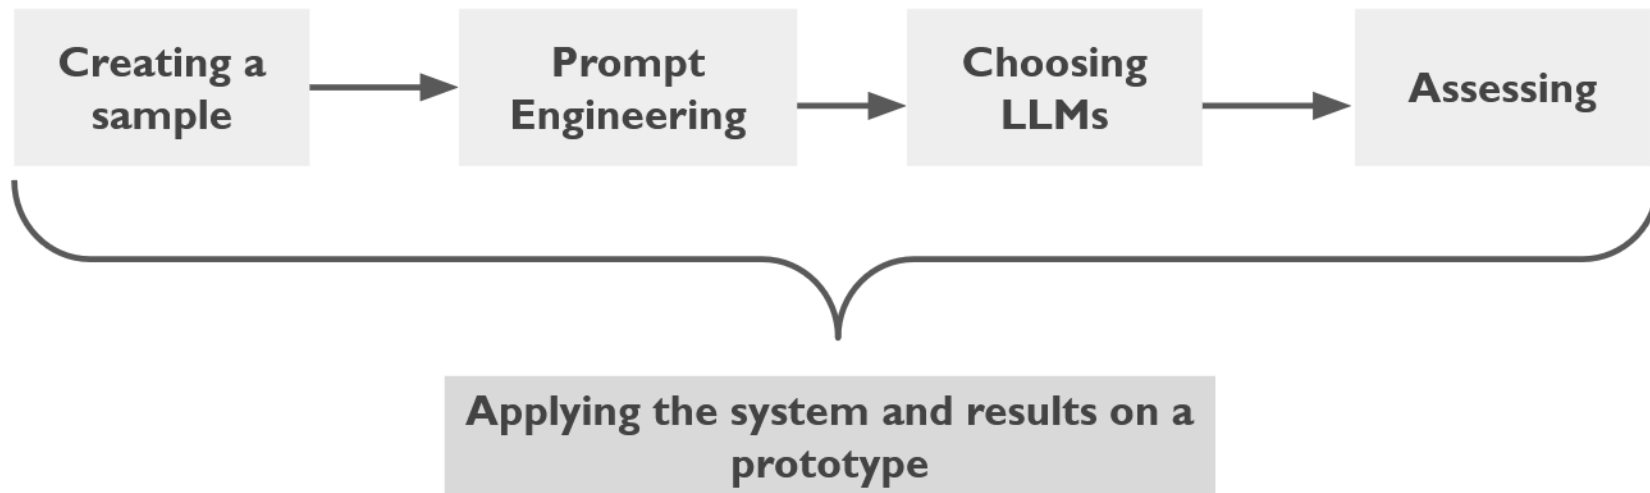 Creating a
sample
Prompt
Engineering
Choosing
LLMs
Assessing
Applying the system and results on a
prototype